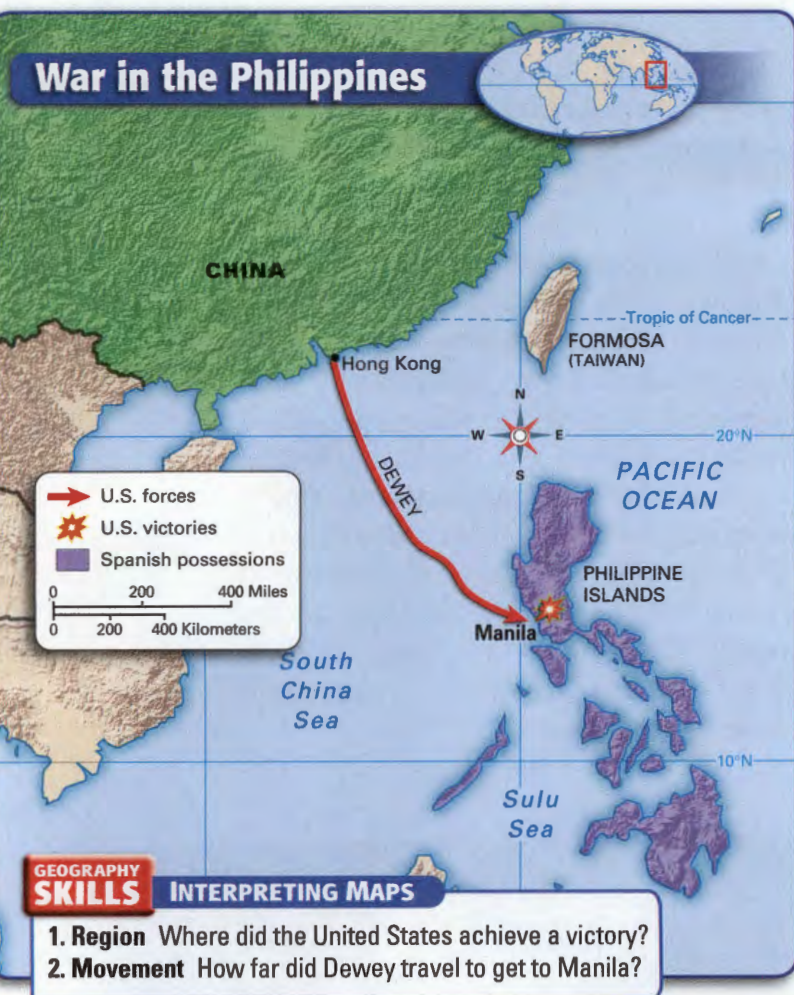 War in the Philippines
CHINA
Tropic of Cancer
FORMOSA
(TAIWAN)
Hong Kong
N
W E
S
20°N
DEWEY
PACIFIC
OCEAN
U.S. forces
U.S. victories
Spanish possessions
0 200 400 Miles
0 200 400 Kilometers
PHILIPPINE
ISLANDS
Manila
South
China
Sea
10°N
Sulu
Sea
GEOGRAPHY
SKILLS INTERPRETING MAPS
1. Region Where did the United States achieve a victory?
2. Movement How far did Dewey travel to get to Manila?